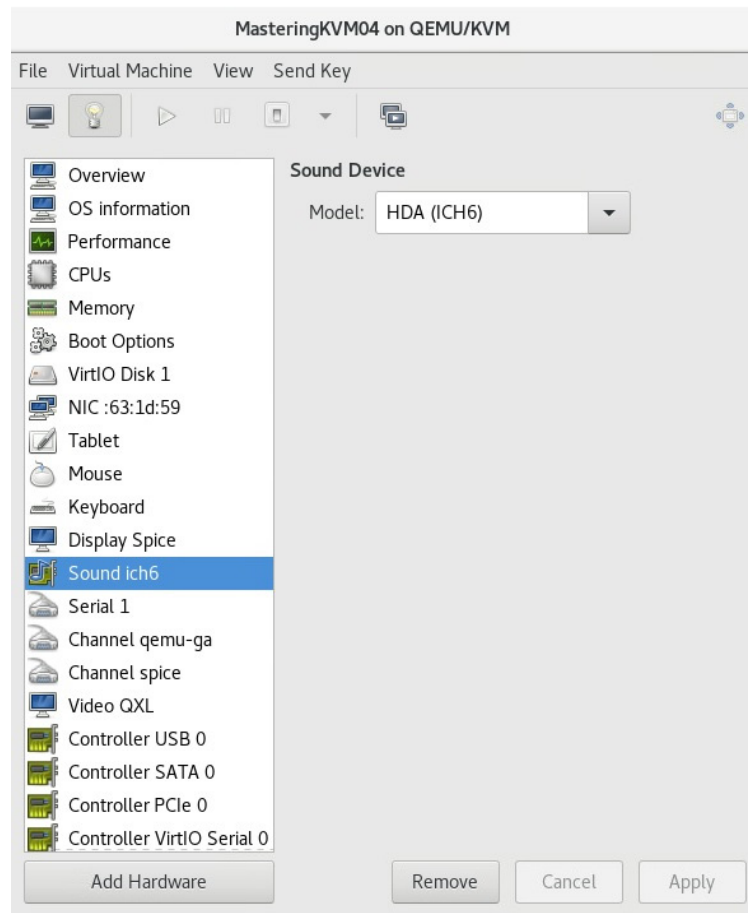 MasteringKVM04 on QEMU/KVM
File Virtual Machine View Send Key
Overview
OS information
Performance
CPUs
Memory
Boot Options
VirtIO Disk 1
NIC :63:1d:59
Tablet
Mouse
Keyboard
Display Spice
Sound ich6
Serial 1
Channel qemu-ga
Channel spice
Video QXL
Controller USB 0
Controller SATA 0
Controller PCIe 0
Controller VirtIO Serial 0
Add Hardware
Sound Device
Model: HDA (ICH6)
Remove Cancel Apply